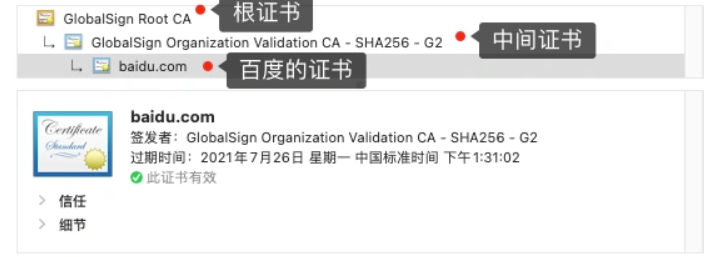 GlobalSign Root CA
根证书
GlobalSign Organization Validation CA - SHA256 - G2
中间证书
baidu.com
百度的证书
Certificate
Standard
baidu.com
签发者：GlobalSign Organization Validation CA - SHA256 - G2
过期时间：2021年7月26日 星期一 中国标准时间 下午1:31:02
此证书有效
信任
细节